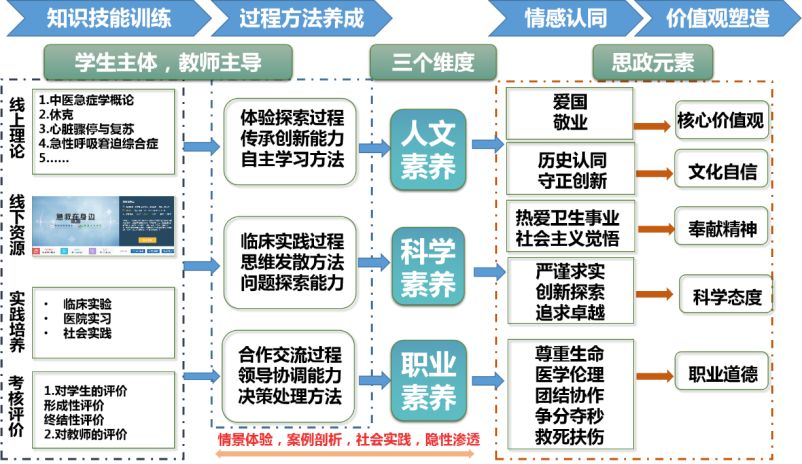 知识技能训练
过程方法养成
情感认同
价值观塑造
学生主体，教师主导
三个维度
思政元素
线上理论
1.中医急症学概论
2.休克
3.心脏骤停与复苏
4.急性呼吸窘迫综合症
5......
线下资源
急救在身边
实践培养
• 临床实验
• 医院实习
• 社会实践
考核评价
1.对学生的评价
形成性评价
终结性评价
2.对教师的评价
体验探索过程
传承创新能力
自主学习方法
临床实践过程
思维发散方法
问题探索能力
合作交流过程
领导协调能力
决策处理方法
情景体验，案例剖析，社会实践，隐性渗透
人文
素养
科学
素养
职业
素养
爱国
敬业
历史认同
守正创新
热爱卫生事业
社会主义觉悟
严谨求实
创新探索
追求卓越
尊重生命
医学伦理
团结协作
争分夺秒
救死扶伤
核心价值观
文化自信
奉献精神
科学态度
职业道德